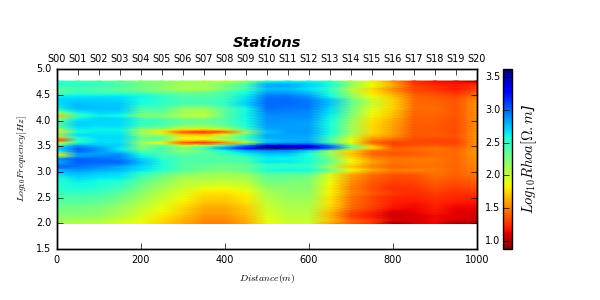 Stations
S00 S01 S02 S03 S04 S05 S06 S07 S08 S09 S10 S11 S12 S13 S14 S15 S16 S17 S18 S19 S20
5.0
4.5
4.0
3.5
3.0
2.5
2.0
1.5
Log₁₀Frequency[Hz]
0 200 400 600 800 1000
Distance(m)
3.5
3.0
2.5
2.0
1.5
1.0
Log₁₀Rhoa[Ω.m]